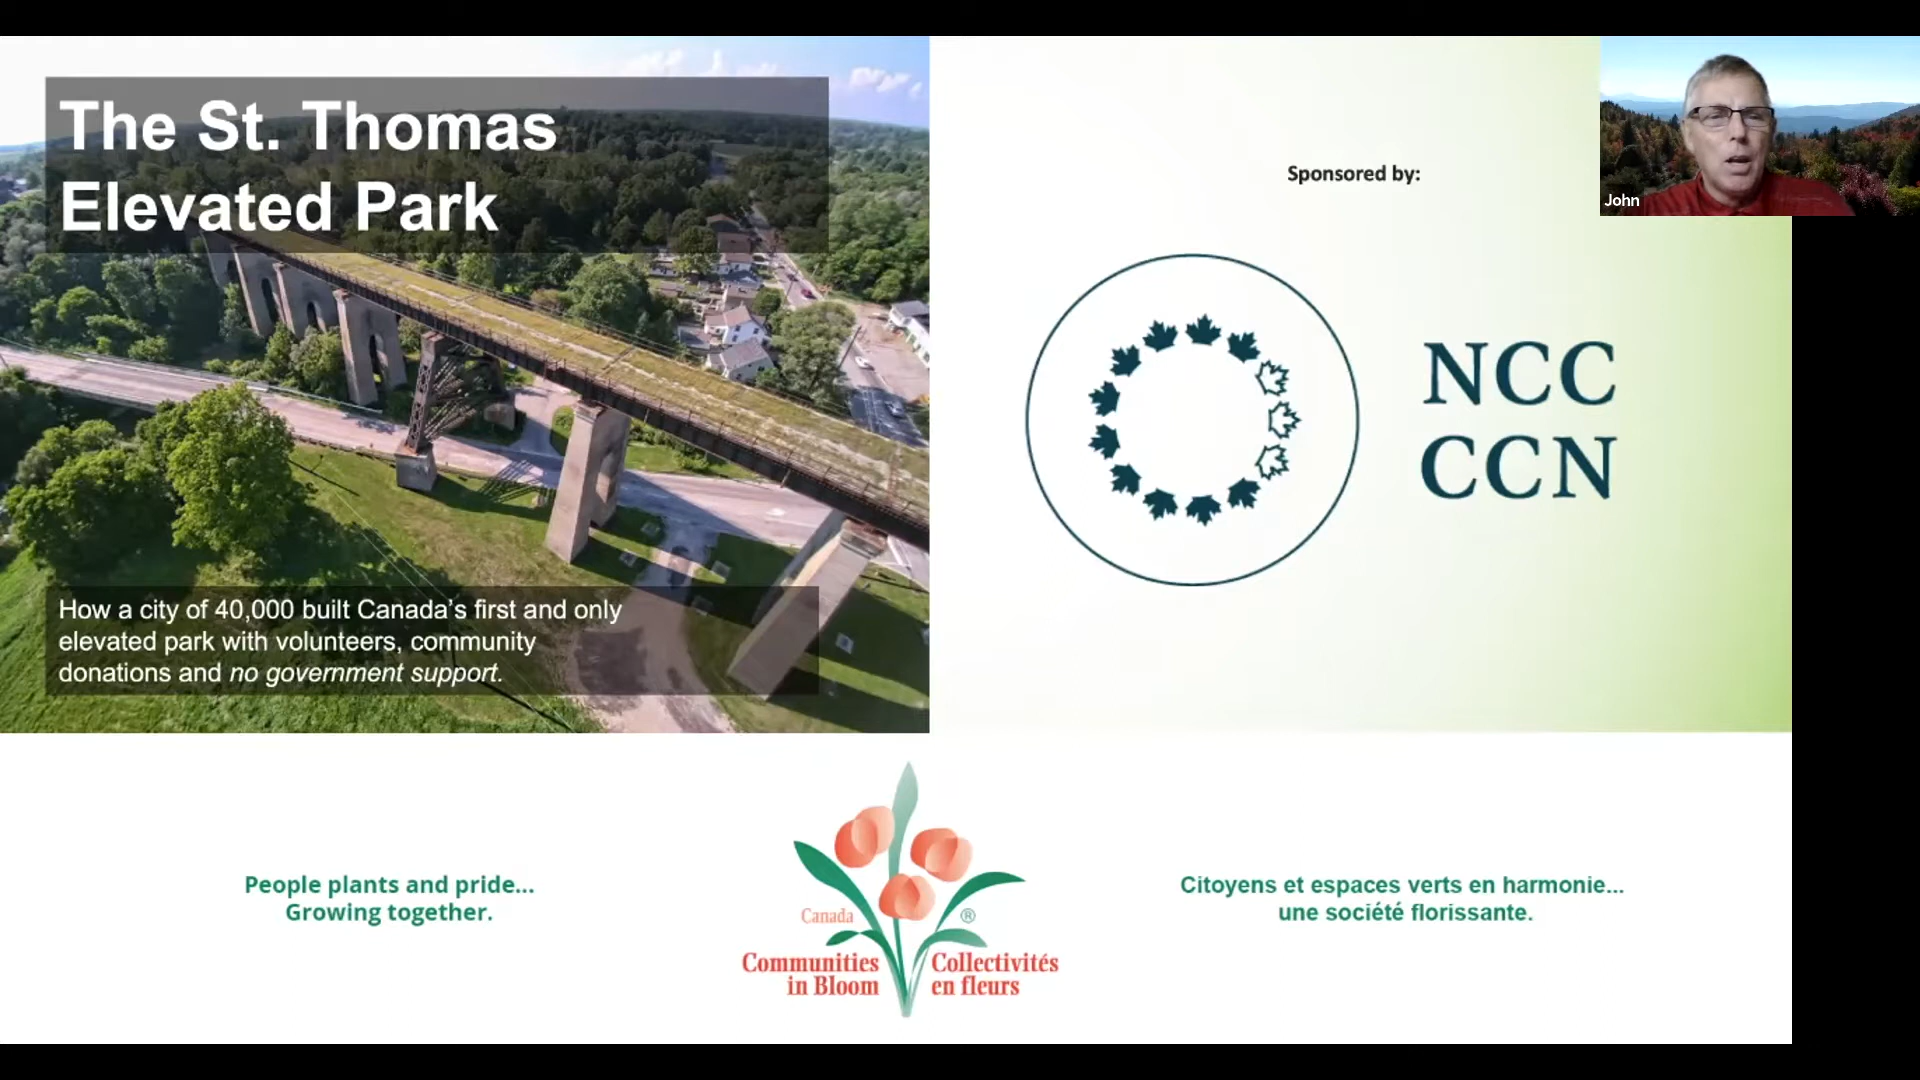 The St. Thomas
Elevated Park
How a city of 40,000 built Canada's first and only
elevated park with volunteers, community
donations and no government support.
Sponsored by:
NCC
CCN
John
People plants and pride...
Growing together.
Canada
®
Communities
in Bloom
Collectivités
en fleurs
Citoyens et espaces verts en harmonie...
une société florissante.